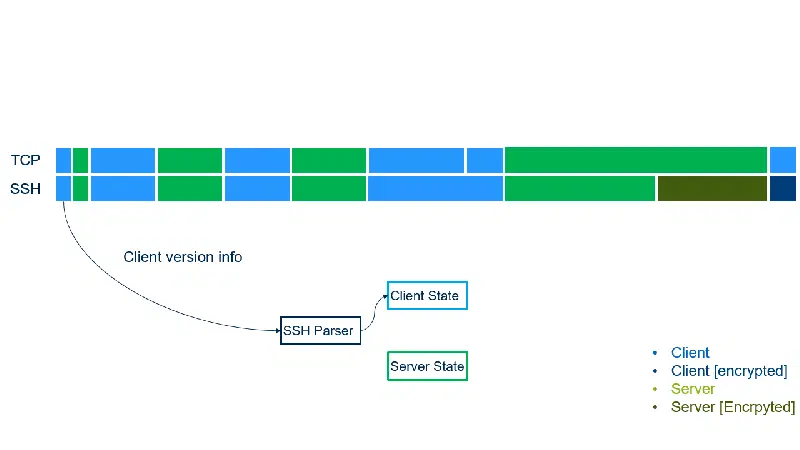 TCP
SSH
Client version info
Client State
SSH Parser
Server State
• Client
• Client [encrypted]
• Server
• Server [Encrpyted]